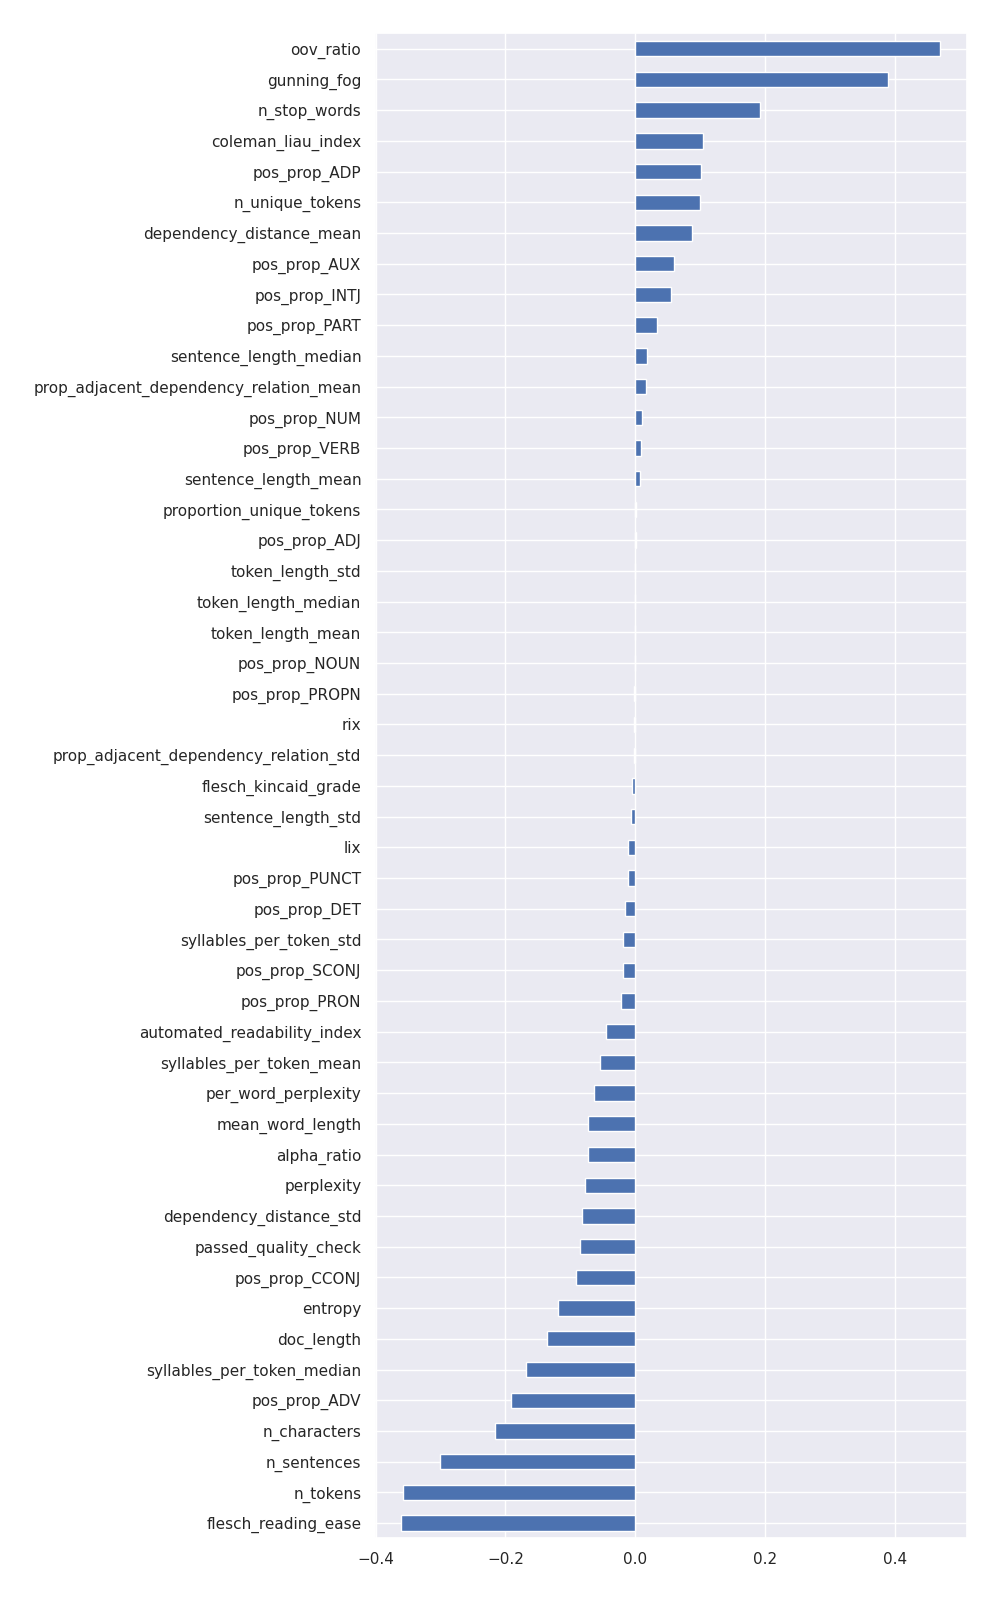 oov_ratio
gunning_fog
n_stop_words
coleman_liau_index
pos_prop_ADP
n_unique_tokens
dependency_distance_mean
pos_prop_AUX
pos_prop_INTJ
pos_prop_PART
sentence_length_median
prop_adjacent_dependency_relation_mean
pos_prop_NUM
pos_prop_VERB
sentence_length_mean
proportion_unique_tokens
pos_prop_ADJ
token_length_std
token_length_median
token_length_mean
pos_prop_NOUN
pos_prop_PROPN
rix
prop_adjacent_dependency_relation_std
flesch_kincaid_grade
sentence_length_std
lix
pos_prop_PUNCT
pos_prop_DET
syllables_per_token_std
pos_prop_SCONJ
pos_prop_PRON
automated_readability_index
syllables_per_token_mean
per_word_perplexity
mean_word_length
alpha_ratio
perplexity
dependency_distance_std
passed_quality_check
pos_prop_CCONJ
entropy
doc_length
syllables_per_token_median
pos_prop_ADV
n_characters
n_sentences
n_tokens
flesch_reading_ease
−0.4 −0.2 0.0 0.2 0.4